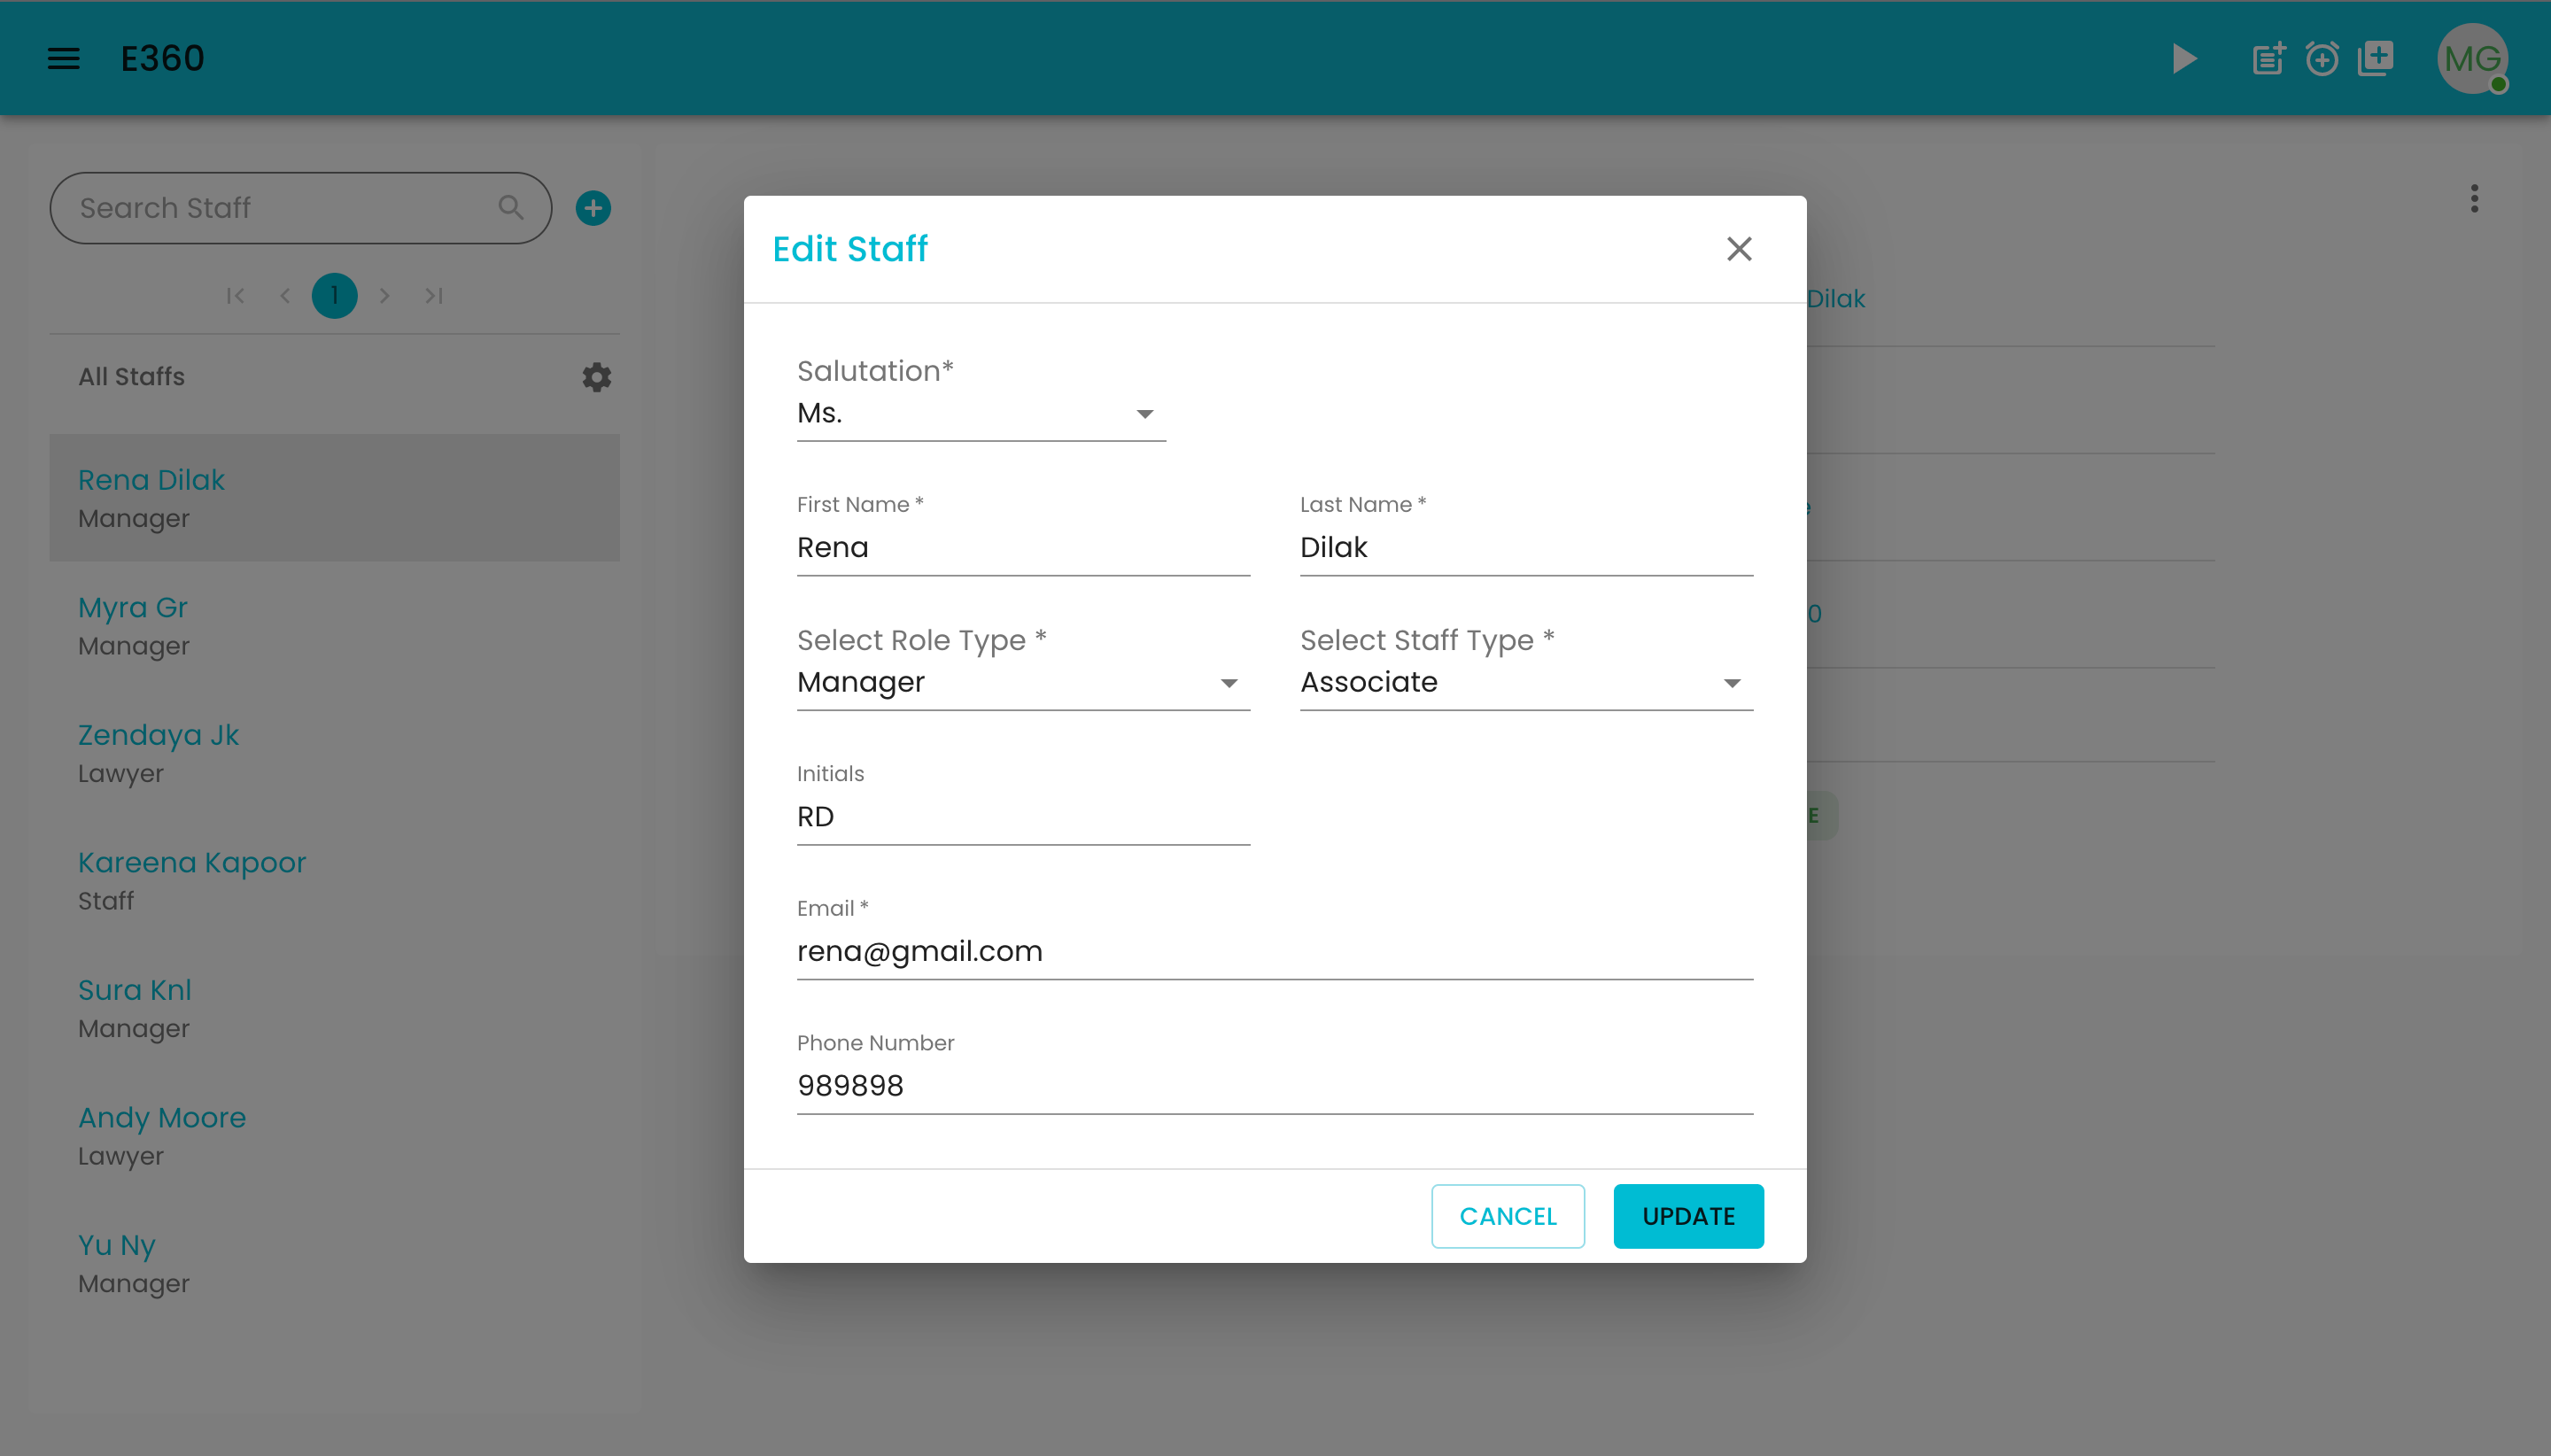 E360
MG
Search Staff
1
All Staffs
Rena Dilak
Manager
Myra Gr
Manager
Zendaya Jk
Lawyer
Kareena Kapoor
Staff
Sura Knl
Manager
Andy Moore
Lawyer
Yu Ny
Manager
Edit Staff
Salutation*
Ms.
First Name *
Rena
Last Name *
Dilak
Select Role Type *
Manager
Select Staff Type *
Associate
Initials
RD
Email *
rena@gmail.com
Phone Number
989898
CANCEL
UPDATE
Dilak
0
E